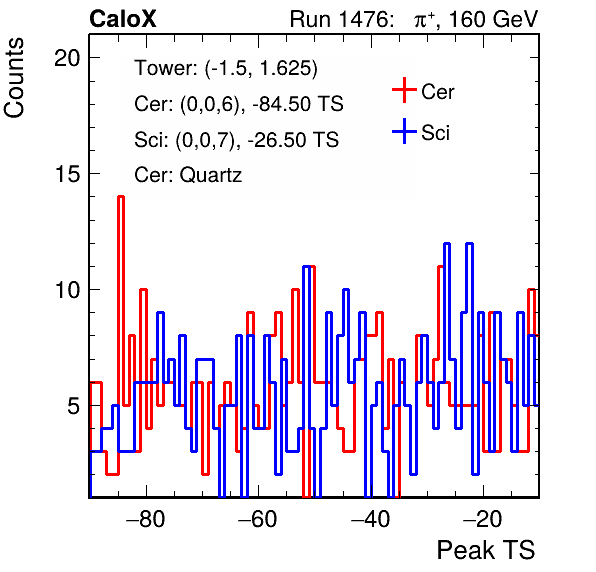 CaloX Run 1476: π⁺, 160 GeV
Counts
Tower: (-1.5, 1.625)
Cer: (0,0,6), -84.50 TS
Sci: (0,0,7), -26.50 TS
Cer: Quartz
Cer
Sci
20
15
10
5
−80 −60 −40 −20
Peak TS